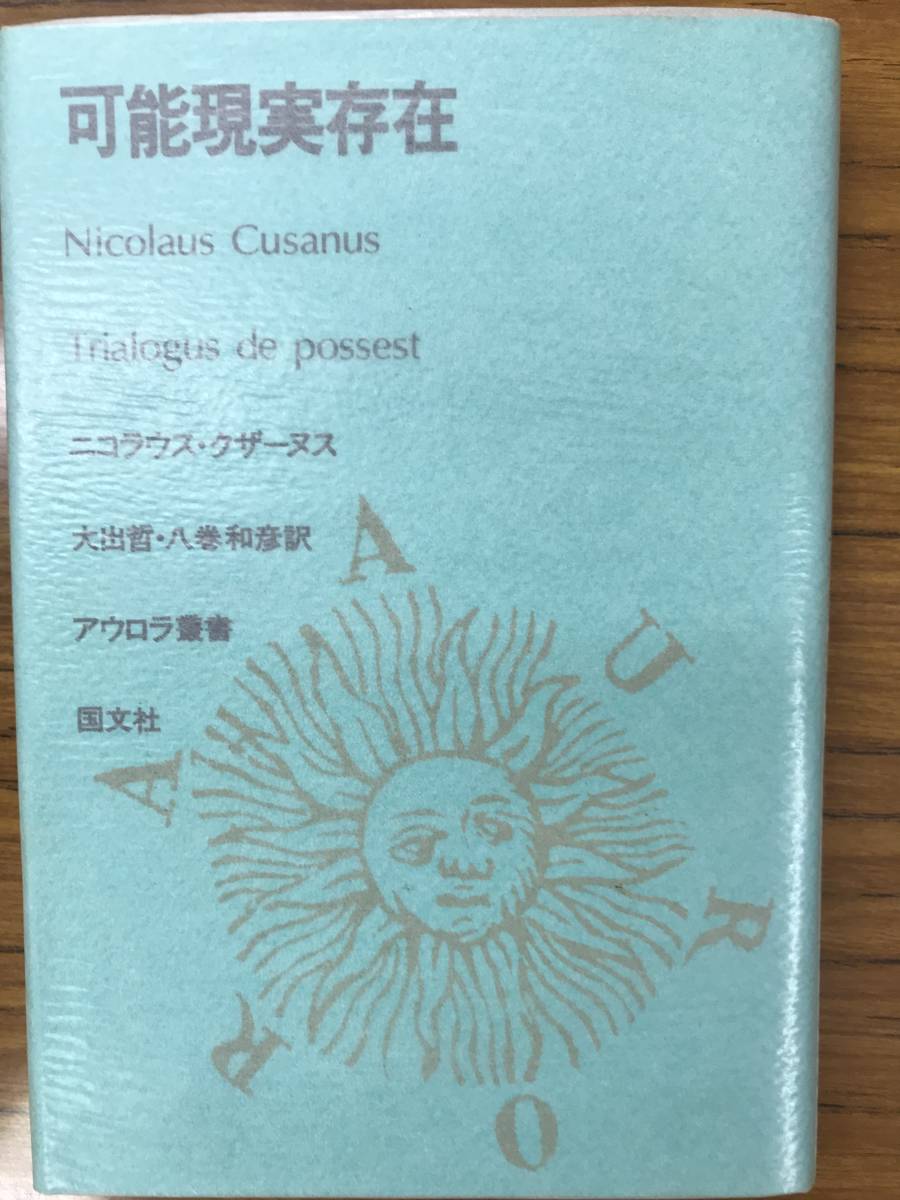 可能現実存在
Nicolaus Cusanus
Trialogus de possest
ニコラウス・クザーヌス
大出哲・八巻和彦訳
アウロラ叢書
国文社
AURORA